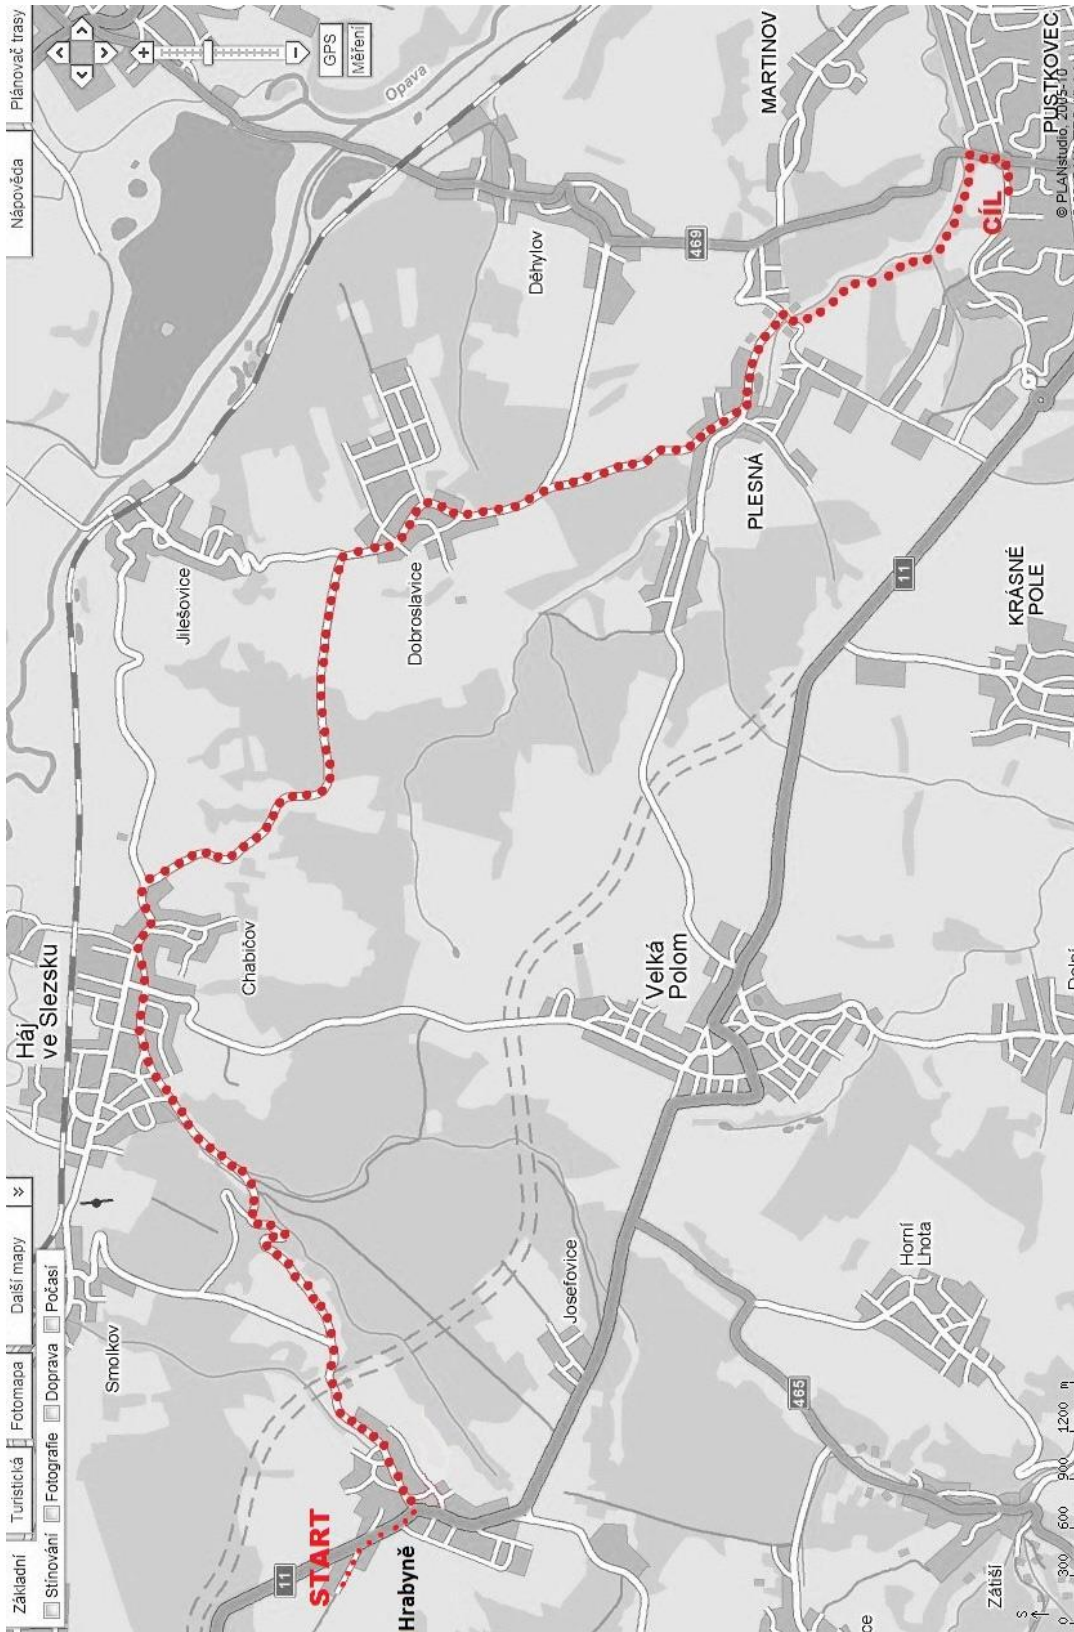 Základní
Turistická
Fotomapa
Další mapy
Nápověda
Plánovač trasy
Stínování
Fotografie
Doprava
Počasí
GPS
Měření
Háj
ve Slezsku
Smolkov
Chabičov
Jilešovice
Opava
START
11
Hrabyně
Josefovice
Velká
Polom
Dobroslavice
Děhylov
469
MARTINOV
PLESNÁ
11
KRÁSNÉ
POLE
CÍL
PUSTKOVEC
465
Horní
Lhota
Zátiší
S
0 300 600 900 1200 m
© PLANstudio, 2005-10